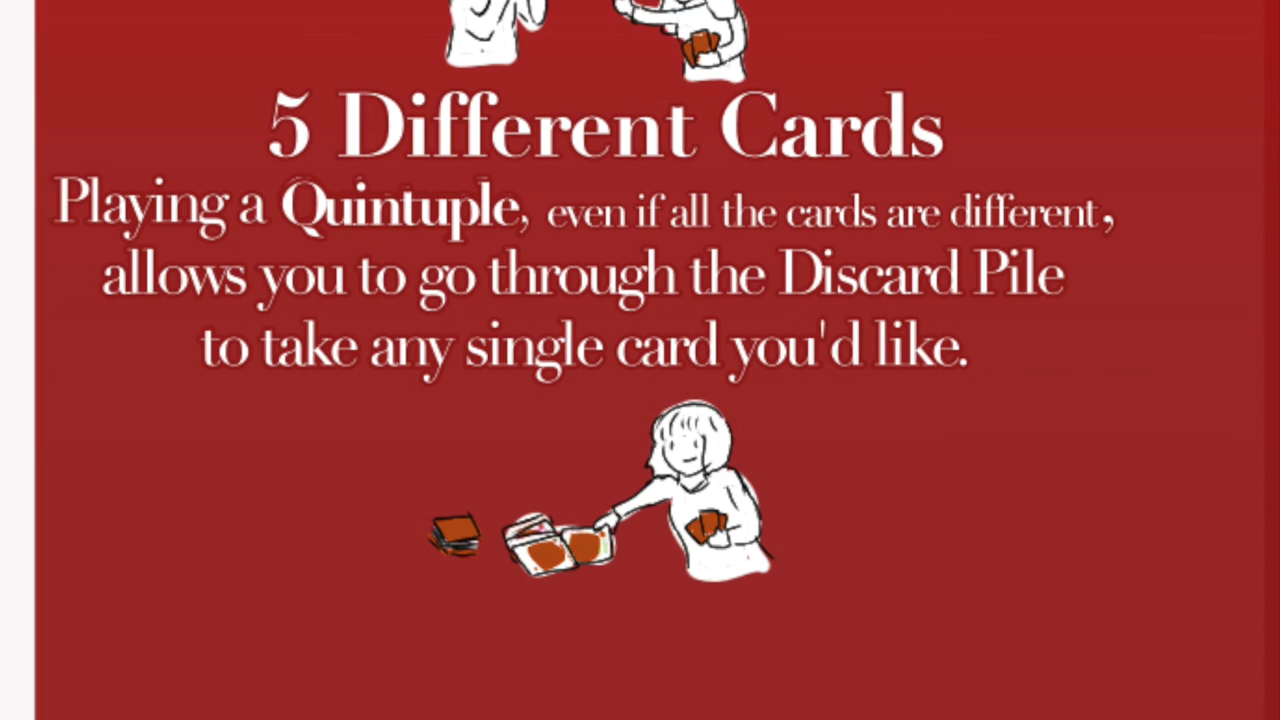 5 Different Cards
Playing a Quintuple, even if all the cards are different,
allows you to go through the Discard Pile
to take any single card you'd like.